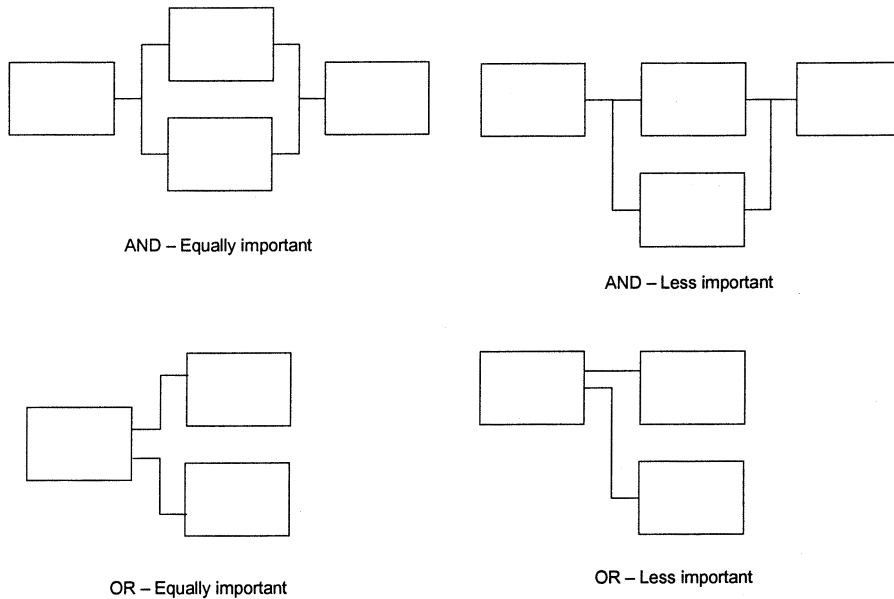 AND – Equally important
AND – Less important
OR – Equally important
OR – Less important